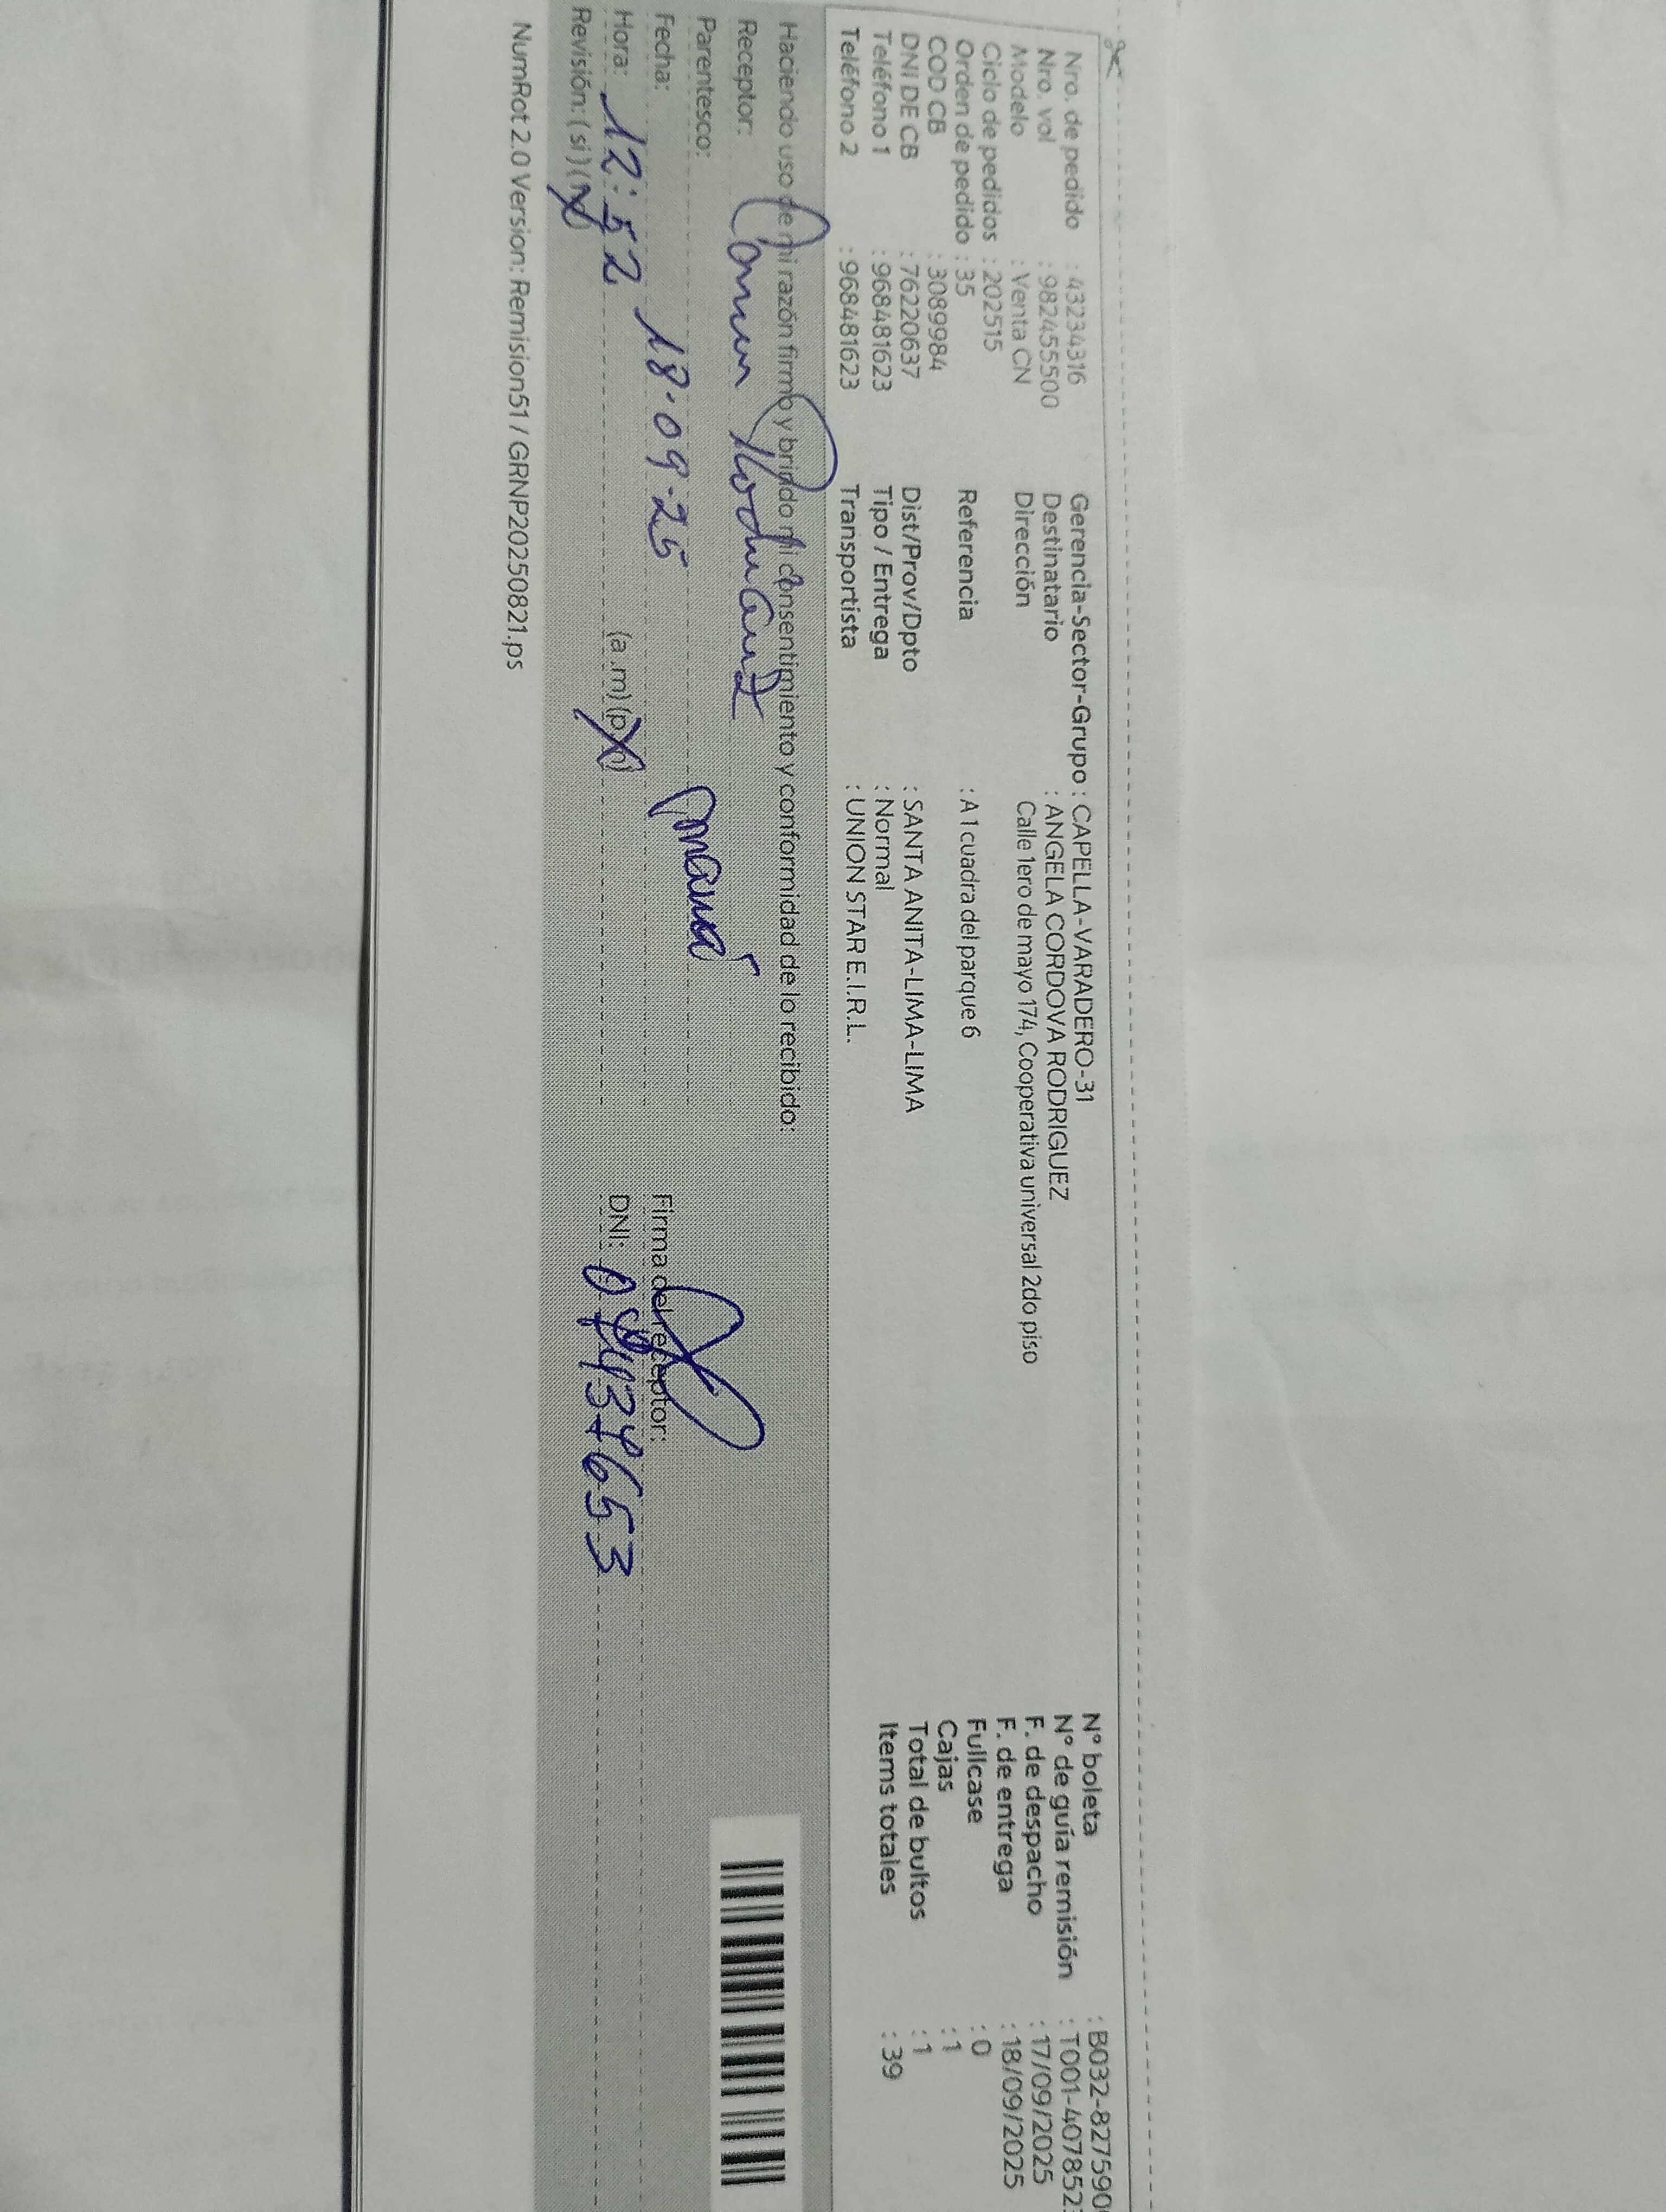 Nro. de pedido : 43234316
Nro. vol : 982455500
Modelo : Venta CN
Ciclo de pedidos : 202515
Orden de pedido : 35
COD CB : 3089984
DNI DE CB : 76220637
Teléfono 1 : 968481623
Teléfono 2 : 968481623
Gerencia-Sector-Grupo : CAPELLA-VARADERO-31
Destinatario : ANGELA CORDOVA RODRIGUEZ
Dirección Calle 1ero de mayo 174, Cooperativa universal 2do piso
Referencia : A 1 cuadra del parque 6
Dist/Prov/Dpto : SANTA ANITA-LIMA-LIMA
Tipo / Entrega : Normal
Transportista : UNION STAR E.I.R.L.
N° boleta : B032-827590
N° de guía remisión : T001-407852
F. de despacho : 17/09/2025
F. de entrega : 18/09/2025
Fullcase : 0
Cajas : 1
Total de bultos : 1
Items totales : 39
Haciendo uso de mi razón firmo y brindo mi consentimiento y conformidad de lo recibido:
Receptor:
Parentesco: mamá
Fecha: 18.09.25
Hora: 12:52 (a .m) (p.m)
Revisión: ( si ) (no)
Firma del receptor:
DNI:
NumRot 2.0 Version: Remision51 / GRNP20250821.ps